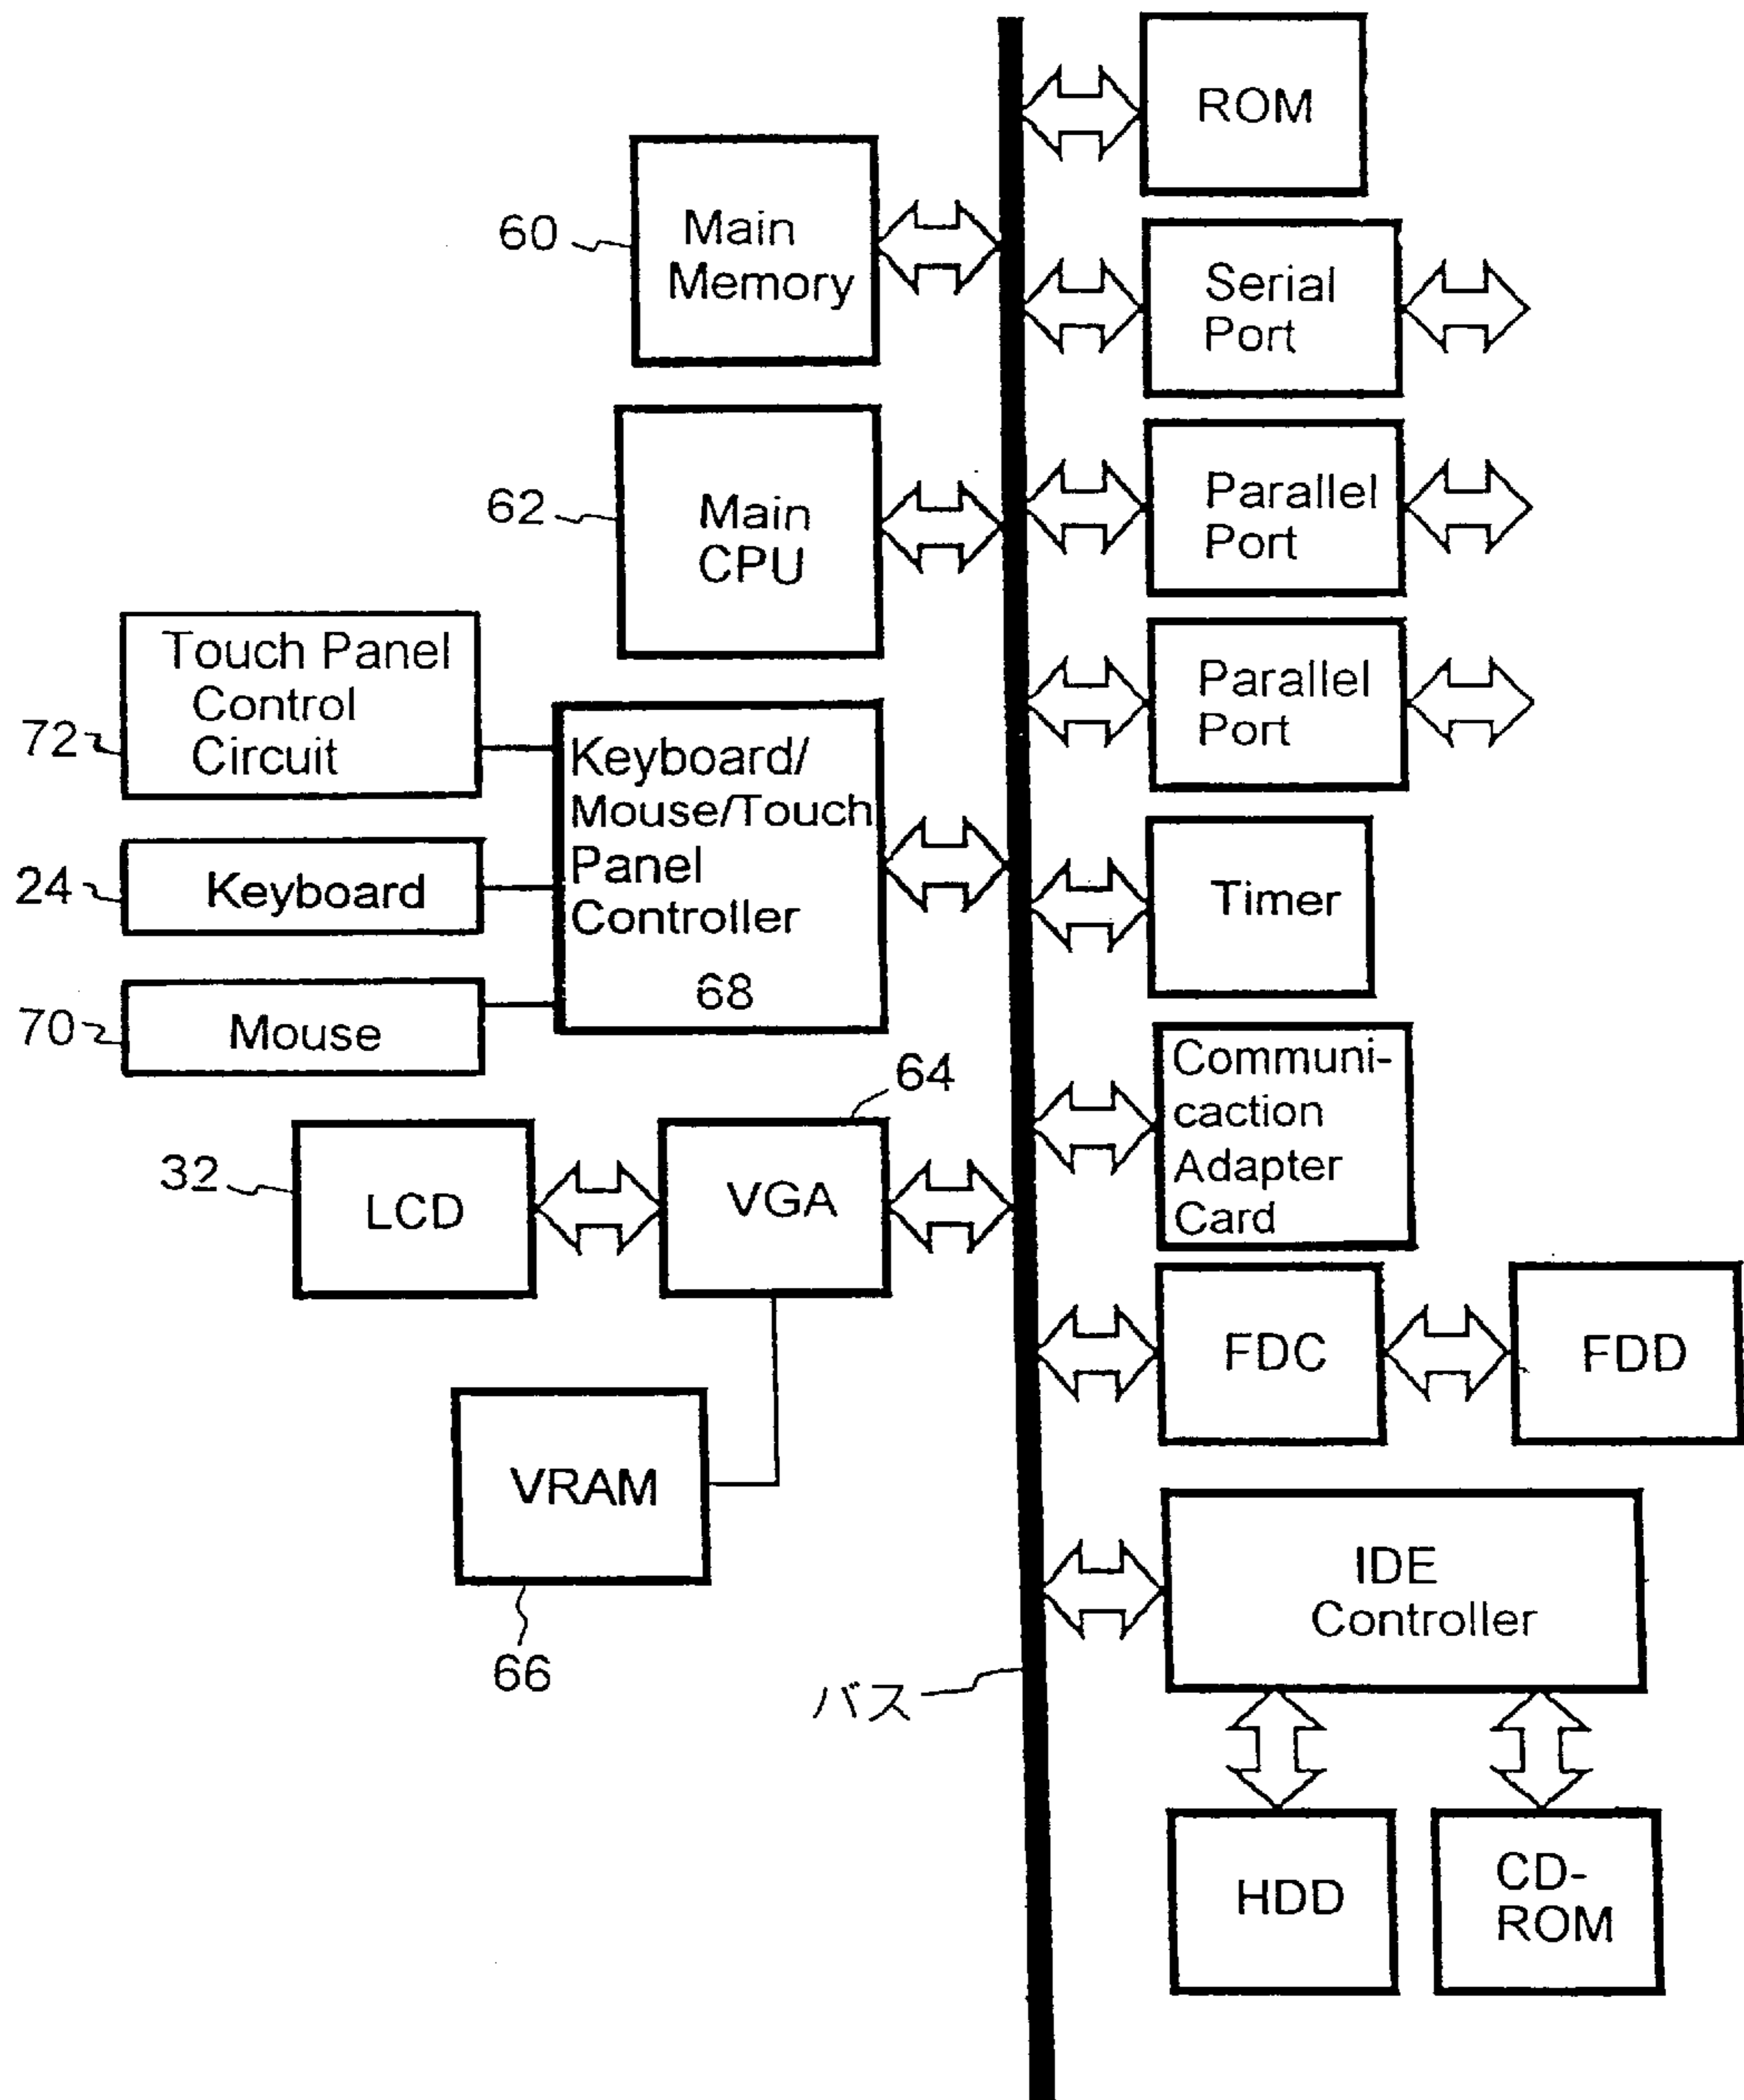 ROM
60
Main
Memory
Serial
Port
62
Main
CPU
Parallel
Port
Touch Panel
Control
Circuit
72
Keyboard/
Mouse/Touch
Panel
Controller
68
Parallel
Port
24
Keyboard
Timer
70
Mouse
64
Communi-
caction
Adapter
Card
32
LCD
VGA
FDC
FDD
VRAM
66
IDE
Controller
バス
HDD
CD-
ROM